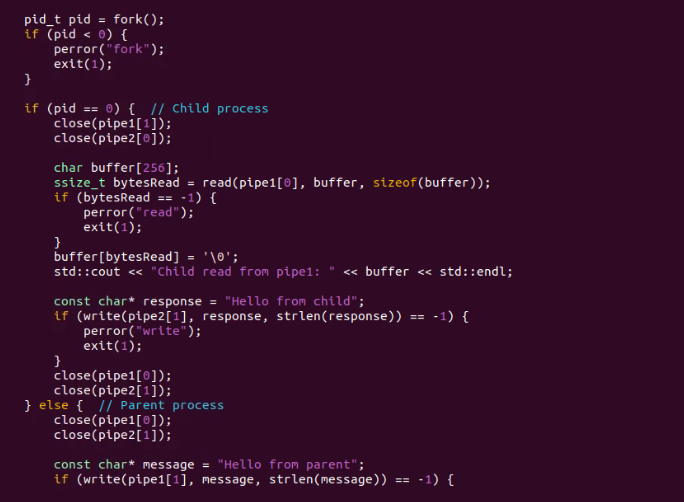 pid_t pid = fork();
if (pid < 0) {
    perror("fork");
    exit(1);
}

if (pid == 0) {  // Child process
    close(pipe1[1]);
    close(pipe2[0]);

    char buffer[256];
    ssize_t bytesRead = read(pipe1[0], buffer, sizeof(buffer));
    if (bytesRead == -1) {
        perror("read");
        exit(1);
    }
    buffer[bytesRead] = '\0';
    std::cout << "Child read from pipe1: " << buffer << std::endl;

    const char* response = "Hello from child";
    if (write(pipe2[1], response, strlen(response)) == -1) {
        perror("write");
        exit(1);
    }
    close(pipe1[0]);
    close(pipe2[1]);
} else {  // Parent process
    close(pipe1[0]);
    close(pipe2[1]);

    const char* message = "Hello from parent";
    if (write(pipe1[1], message, strlen(message)) == -1) {